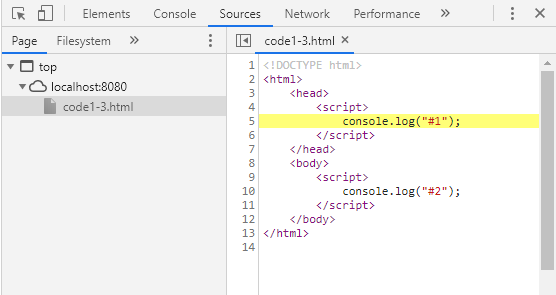 Elements Console Sources Network Performance »
Page Filesystem » code1-3.html ×
top
localhost:8080
code1-3.html
1 <!DOCTYPE html>
2 <html>
3 <head>
4 <script>
5 console.log("#1");
6 </script>
7 </head>
8 <body>
9 <script>
10 console.log("#2");
11 </script>
12 </body>
13 </html>
14